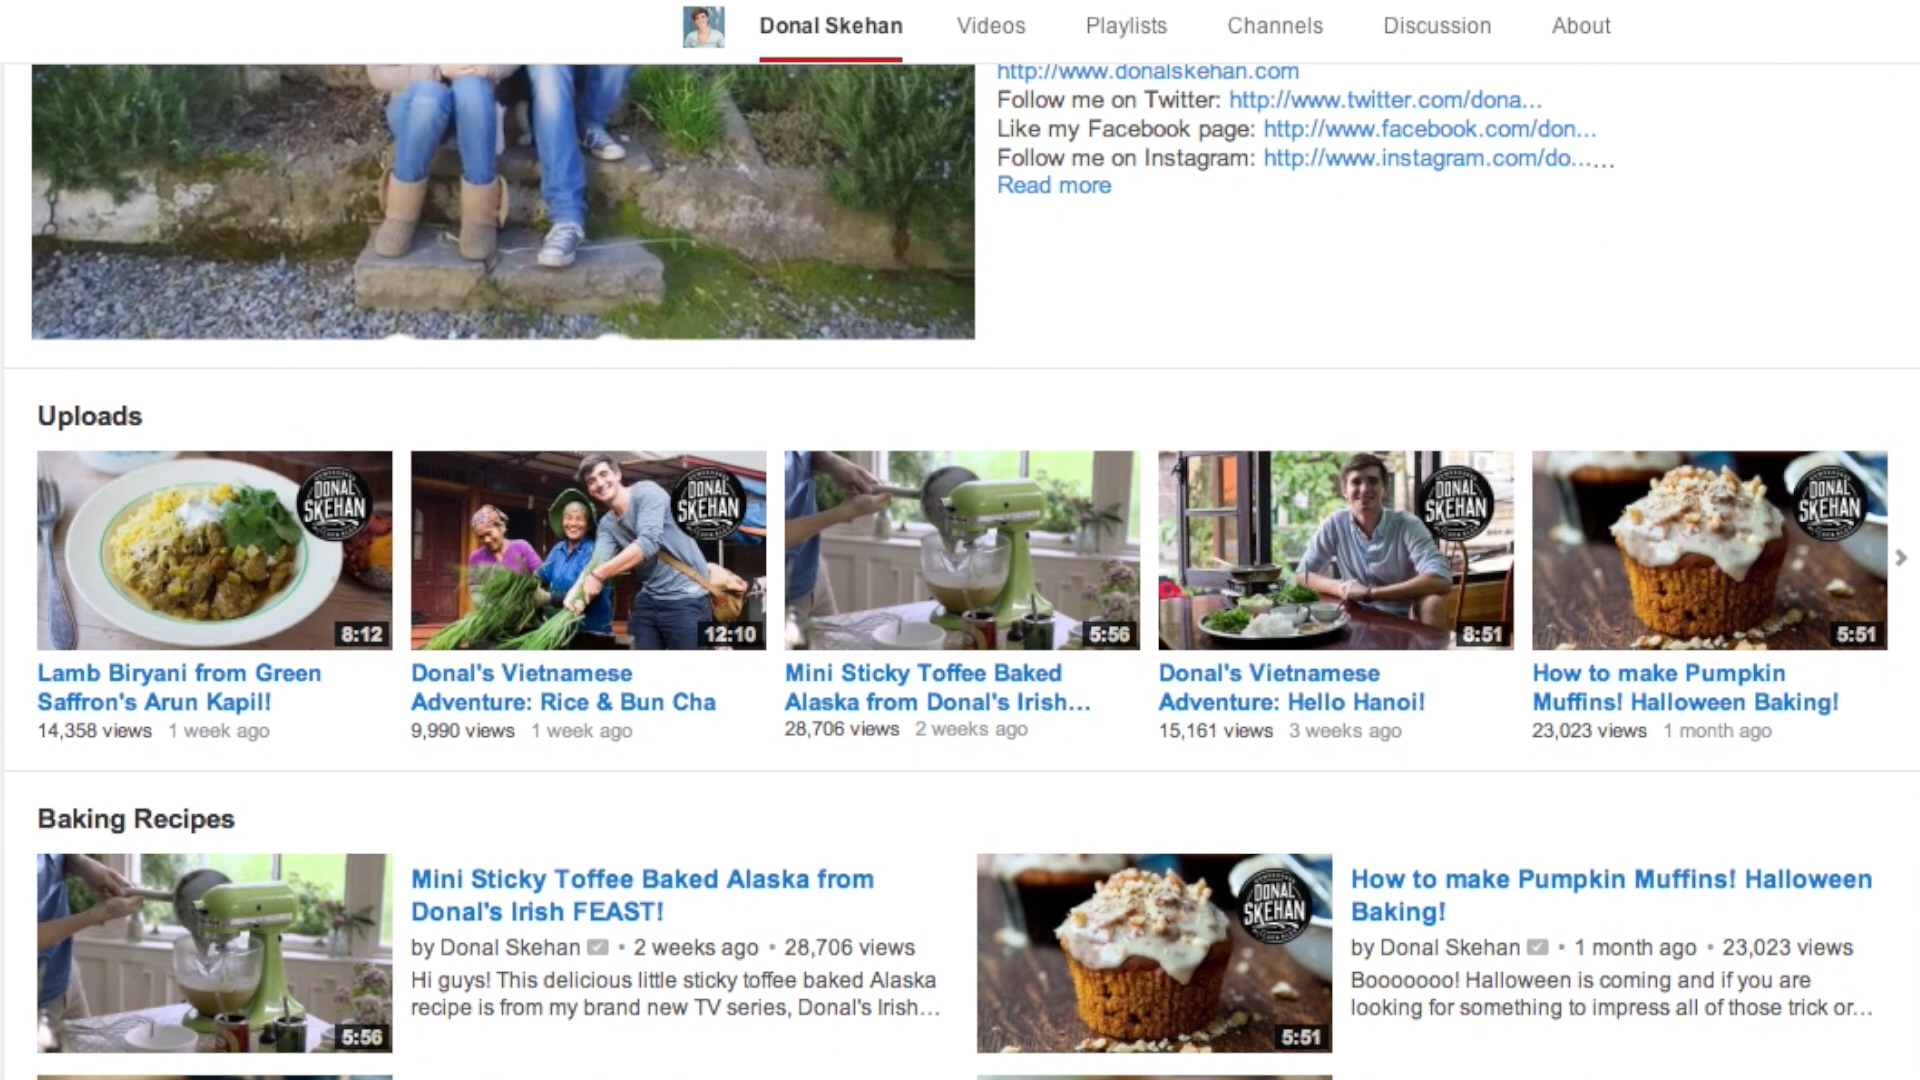 Donal Skehan Videos Playlists Channels Discussion About
http://www.donalskehan.com
Follow me on Twitter: http://www.twitter.com/dona...
Like my Facebook page: http://www.facebook.com/don...
Follow me on Instagram: http://www.instagram.com/do......
Read more
Uploads
DONAL
SKEHAN
8:12
Lamb Biryani from Green
Saffron's Arun Kapil!
14,358 views 1 week ago
DONAL
SKEHAN
12:10
Donal's Vietnamese
Adventure: Rice & Bun Cha
9,990 views 1 week ago
5:56
Mini Sticky Toffee Baked
Alaska from Donal's Irish...
28,706 views 2 weeks ago
DONAL
SKEHAN
8:51
Donal's Vietnamese
Adventure: Hello Hanoi!
15,161 views 3 weeks ago
DONAL
SKEHAN
5:51
How to make Pumpkin
Muffins! Halloween Baking!
23,023 views 1 month ago
Baking Recipes
5:56
Mini Sticky Toffee Baked Alaska from
Donal's Irish FEAST!
by Donal Skehan • 2 weeks ago • 28,706 views
Hi guys! This delicious little sticky toffee baked Alaska
recipe is from my brand new TV series, Donal's Irish...
DONAL
SKEHAN
5:51
How to make Pumpkin Muffins! Halloween
Baking!
by Donal Skehan • 1 month ago • 23,023 views
Booooooo! Halloween is coming and if you are
looking for something to impress all of those trick or...